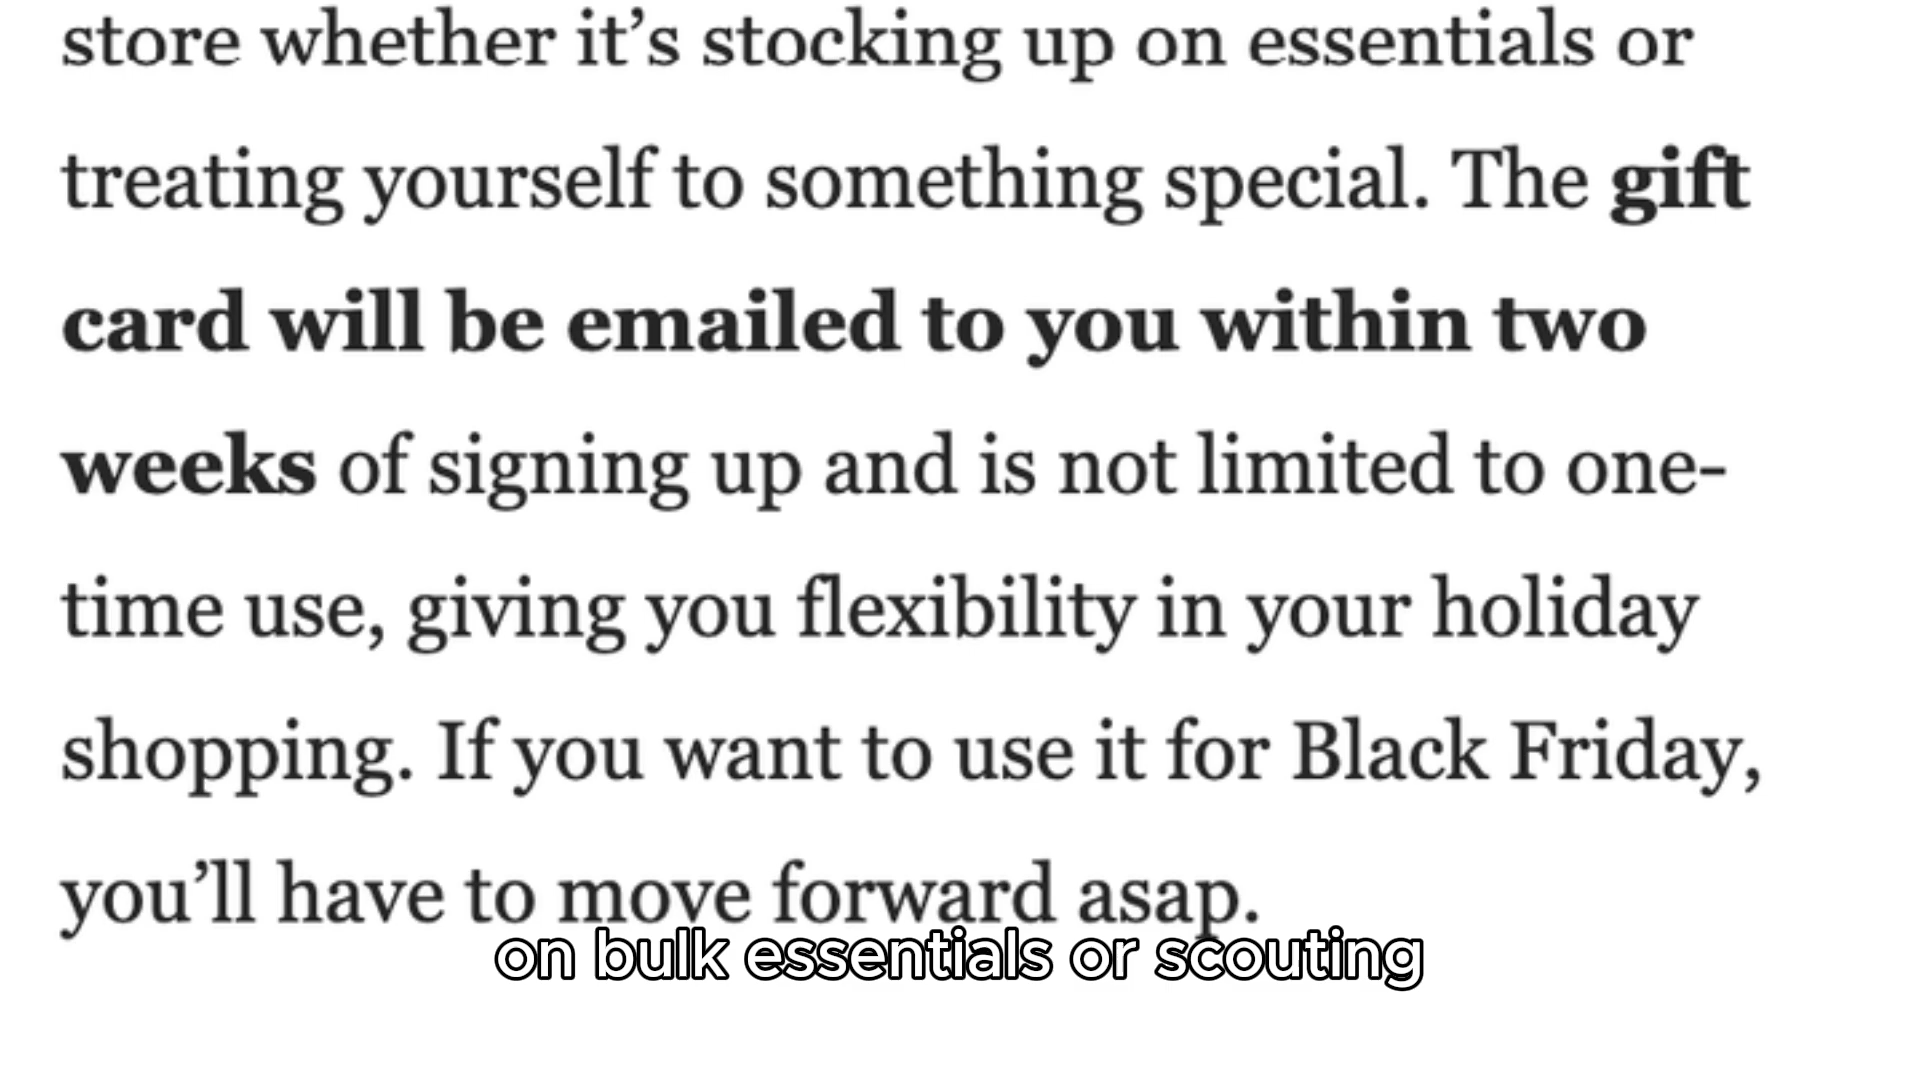 store whether it’s stocking up on essentials or
treating yourself to something special. The gift
card will be emailed to you within two
weeks of signing up and is not limited to one-
time use, giving you flexibility in your holiday
shopping. If you want to use it for Black Friday,
you’ll have to move forward asap.
on bulk essentials or scouting